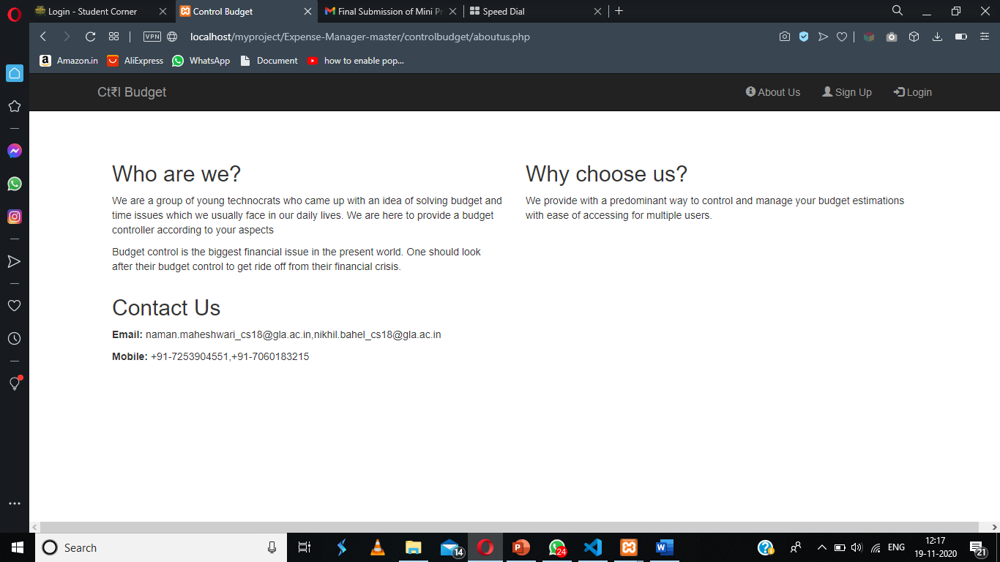 Login - Student Corner
Control Budget
Final Submission of Mini Pr
Speed Dial
VPN
localhost/myproject/Expense-Manager-master/controlbudget/aboutus.php
a Amazon.in
AliExpress
WhatsApp
Document
how to enable pop...
Ct₹l Budget
About Us
Sign Up
Login
Who are we?
We are a group of young technocrats who came up with an idea of solving budget and
time issues which we usually face in our daily lives. We are here to provide a budget
controller according to your aspects
Budget control is the biggest financial issue in the present world. One should look
after their budget control to get ride off from their financial crisis.
Why choose us?
We provide with a predominant way to control and manage your budget estimations
with ease of accessing for multiple users.
Contact Us
Email: naman.maheshwari_cs18@gla.ac.in,nikhil.bahel_cs18@gla.ac.in
Mobile: +91-7253904551,+91-7060183215
Search
14
P
24
W
ENG
12:17
19-11-2020
21